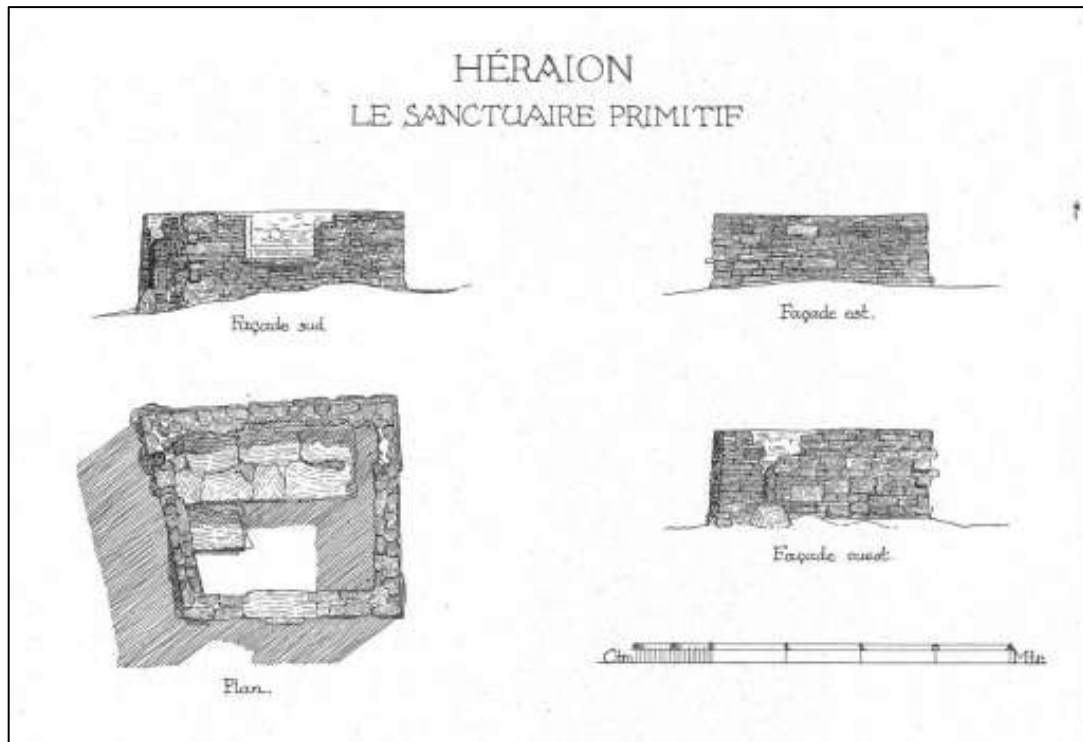 HÉRAION
LE SANCTUAIRE PRIMITIF
Façade sud.
Façade est.
Façade ouest.
Plan.
Ctm
Mtr